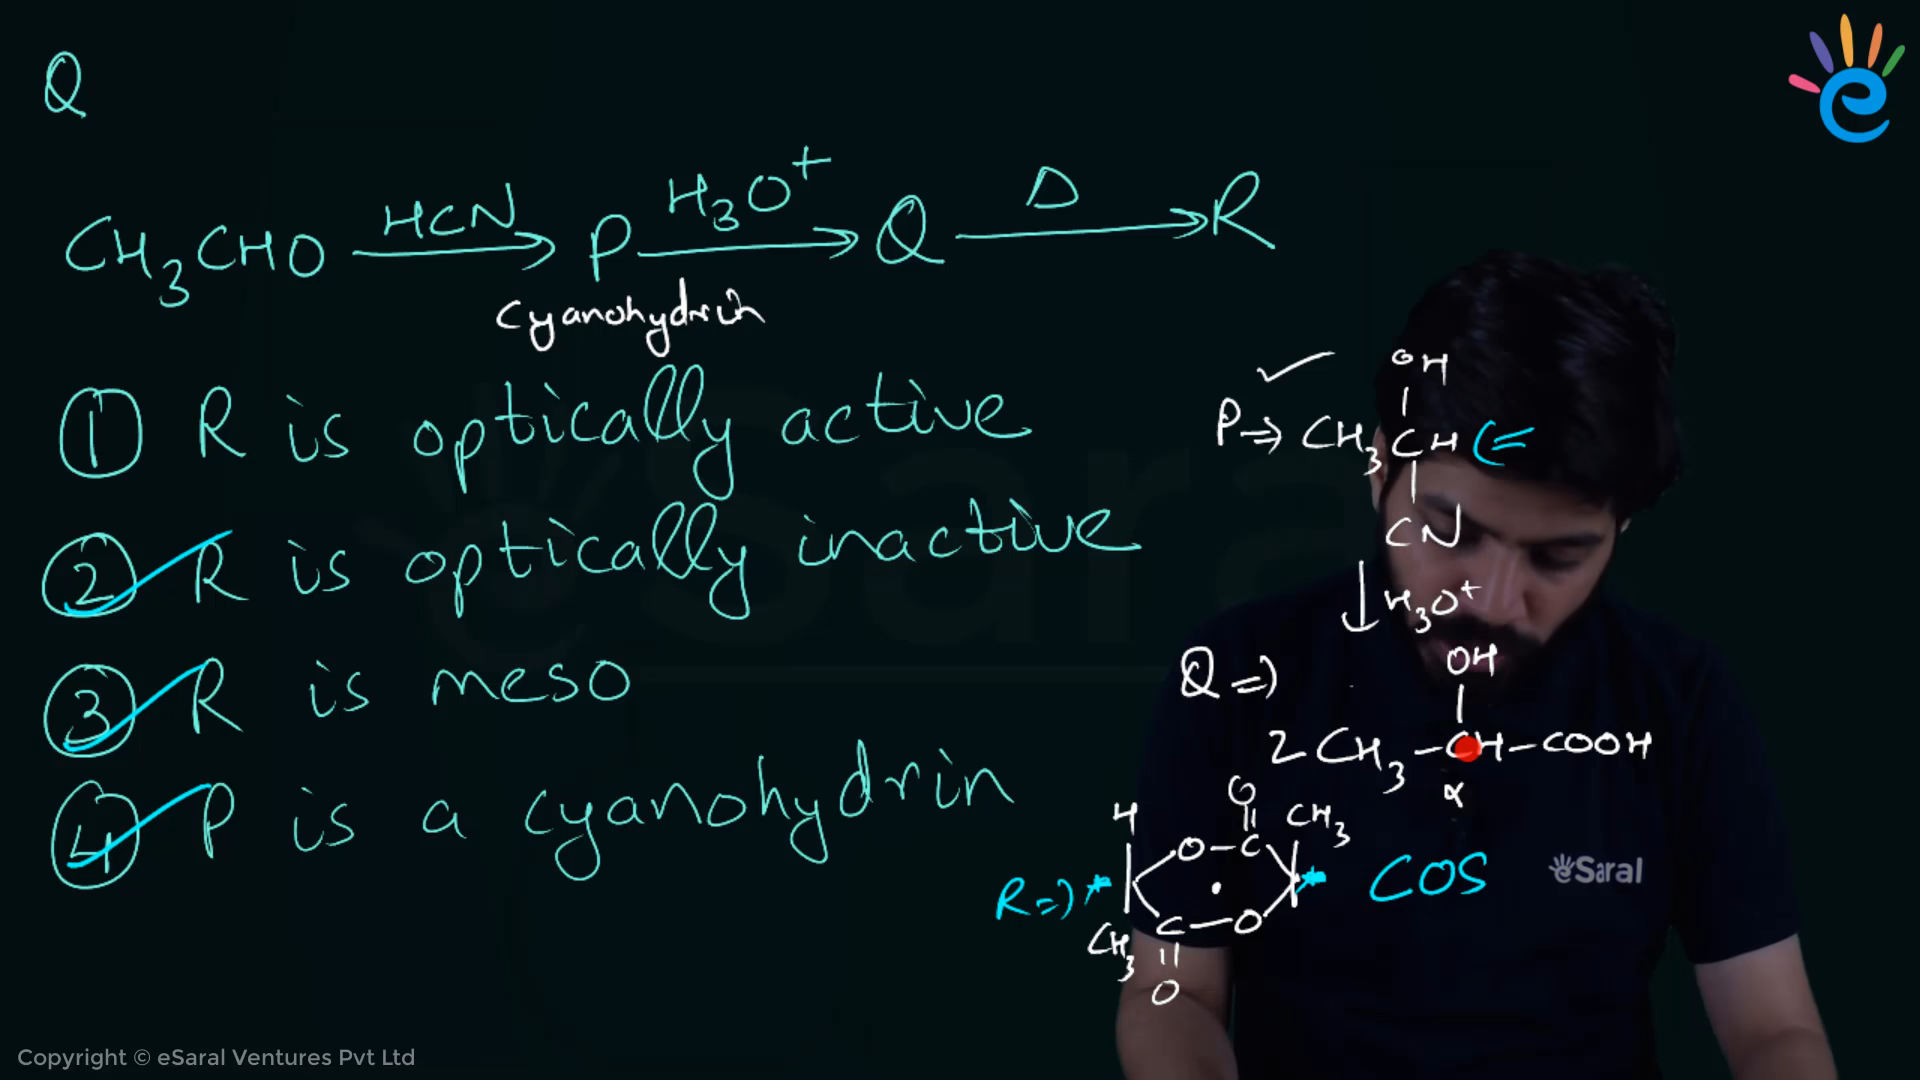 Q
CH3CHO HCN P H3O+ Q Δ R
Cyanohydrin
1 R is optically active
2 R is optically inactive
3 R is meso
4 P is a cyanohydrin
OH
P ⇒ CH3CH
CN
H3O+
Q ⇒
OH
2 CH3-CH-COOH
α
O
H CH3
O-C
R ⇒ * * COS
C-O
CH3
O
eSaral
Saral
Copyright © eSaral Ventures Pvt Ltd